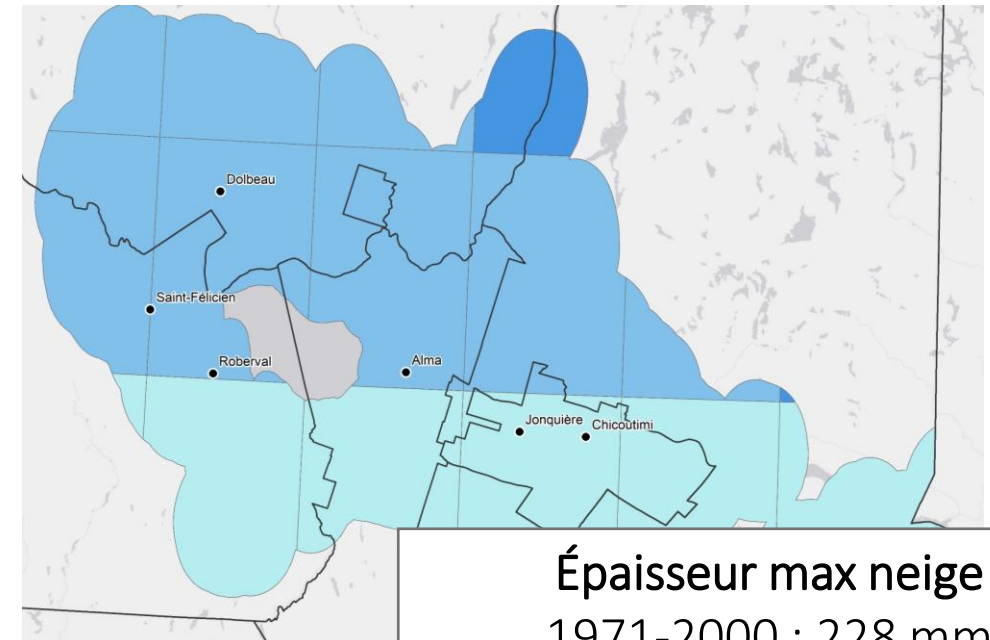 Dolbeau
Saint-Félicien
Roberval
Alma
Jonquière
Chicoutimi
Épaisseur max neige
1971-2000 : 228 mm